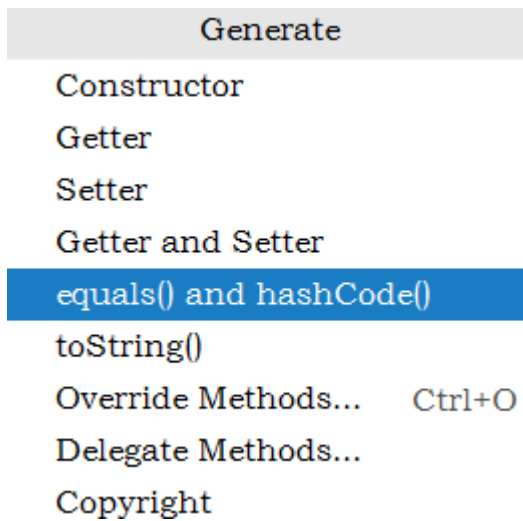 Generate
Constructor
Getter
Setter
Getter and Setter
equals() and hashCode()
toString()
Override Methods... Ctrl+O
Delegate Methods...
Copyright